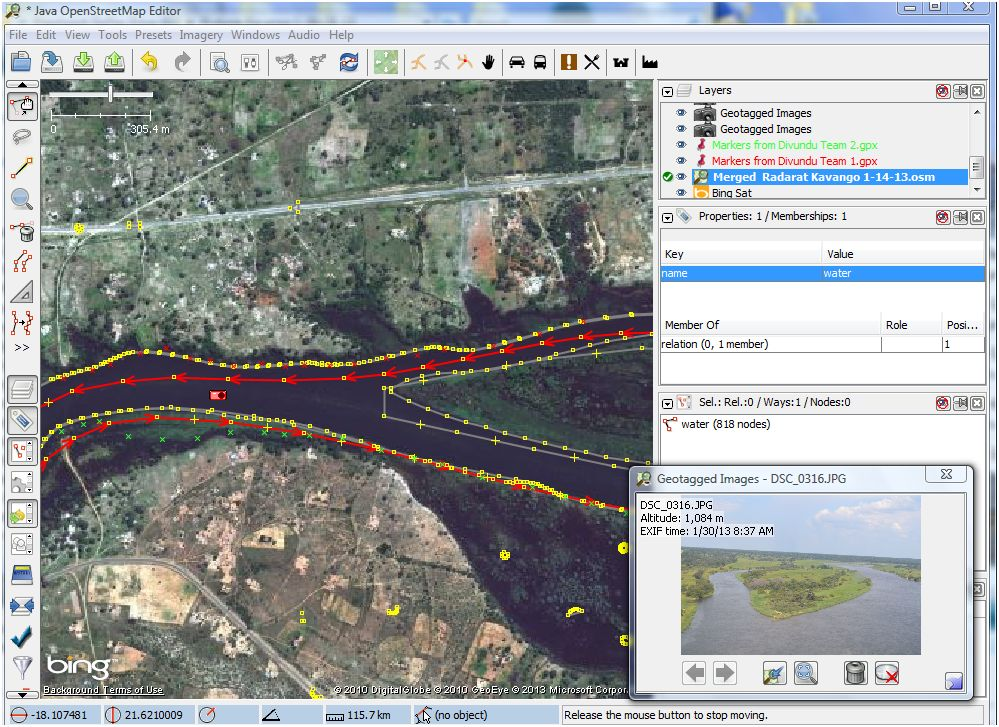 * Java OpenStreetMap Editor
File Edit View Tools Presets Imagery Windows Audio Help
0
305.4 m
Layers
Geotagged Images
Geotagged Images
Markers from Divundu Team 2.gpx
Markers from Divundu Team 1.gpx
Merged Radarat Kavango 1-14-13.osm
Bing Sat
Properties: 1 / Memberships: 1
Key Value
name water
Member Of Role Posi...
relation (0, 1 member) 1
Sel.: Rel.:0 / Ways:1 / Nodes:0
water (818 nodes)
>>
Geotagged Images - DSC_0316.JPG
DSC_0316.JPG
Altitude: 1,084 m
EXIF time: 1/30/13 8:37 AM
bing™
Background Terms of Use
© 2010 DigitalGlobe © 2010 GeoEye © 2013 Microsoft Corpor
-18.107481 21.6210009 115.7 km (no object) Release the mouse button to stop moving.